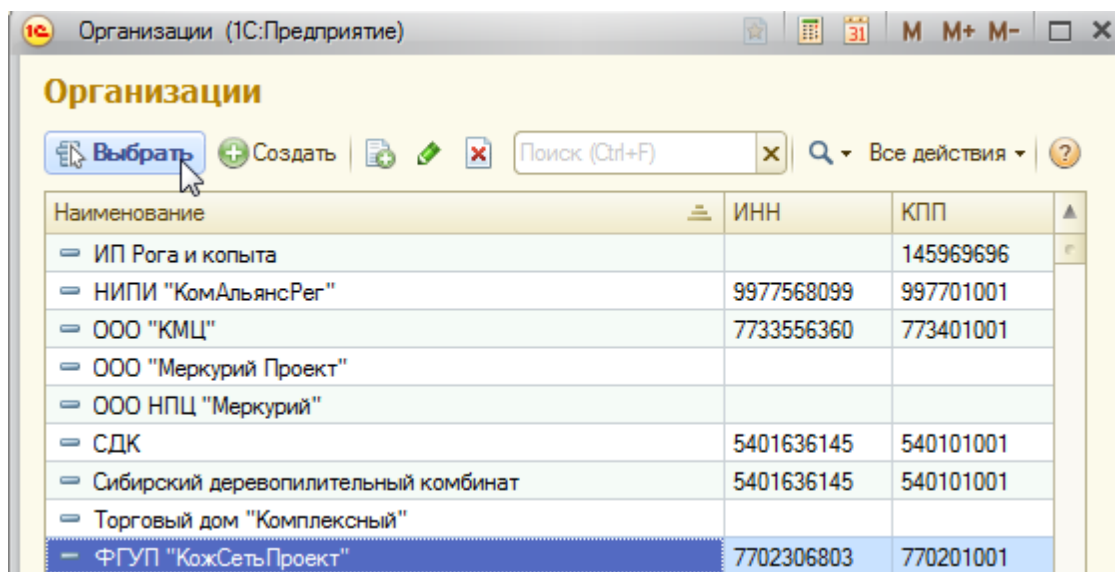 1С Организации (1С:Предприятие) 31 M M+ M-
Организации
Выбрать Создать Поиск (Ctrl+F) Все действия ?
Наименование ИНН КПП
ИП Рога и копыта 145969696
НИПИ "КомАльянсРег" 9977568099 997701001
ООО "КМЦ" 7733556360 773401001
ООО "Меркурий Проект"
ООО НПЦ "Меркурий"
СДК 5401636145 540101001
Сибирский деревопилительный комбинат 5401636145 540101001
Торговый дом "Комплексный"
ФГУП "КожСетьПроект" 7702306803 770201001